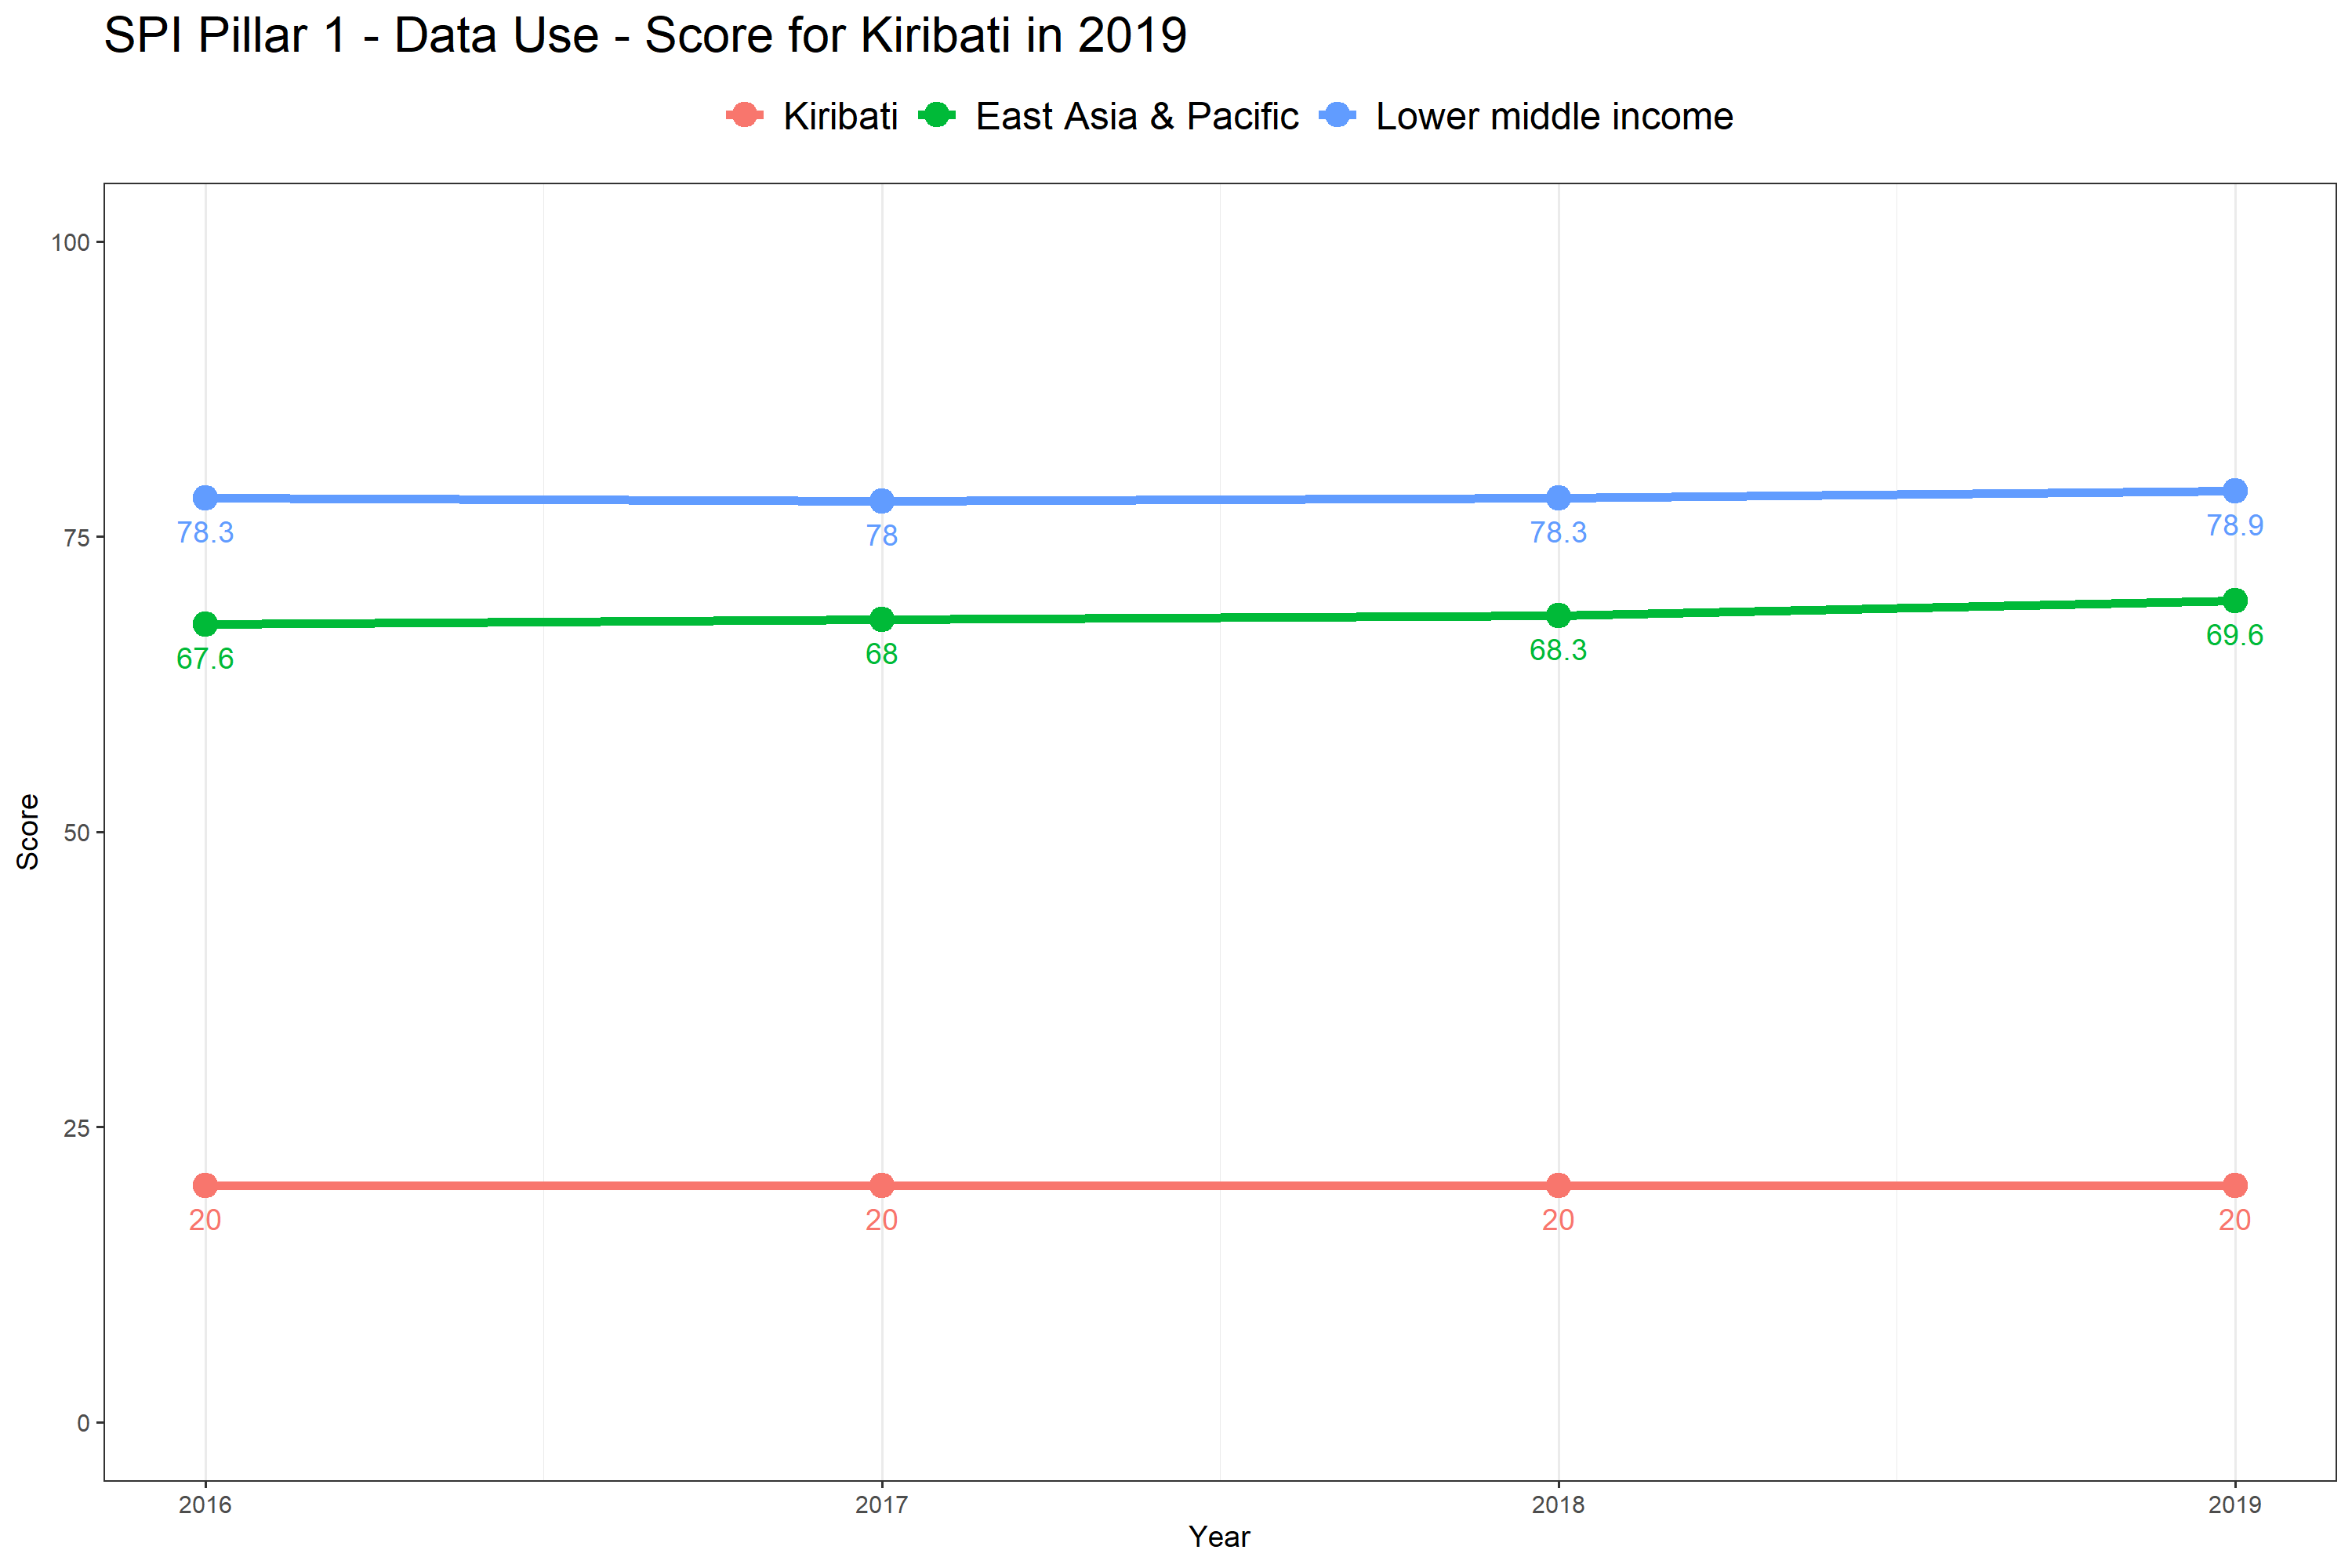 SPI Pillar 1 - Data Use - Score for Kiribati in 2019
Kiribati East Asia & Pacific Lower middle income
100
78.3 78 78.3 78.9
75
67.6 68 68.3 69.6
Score
50
25
20 20 20 20
0
2016 2017 2018 2019
Year